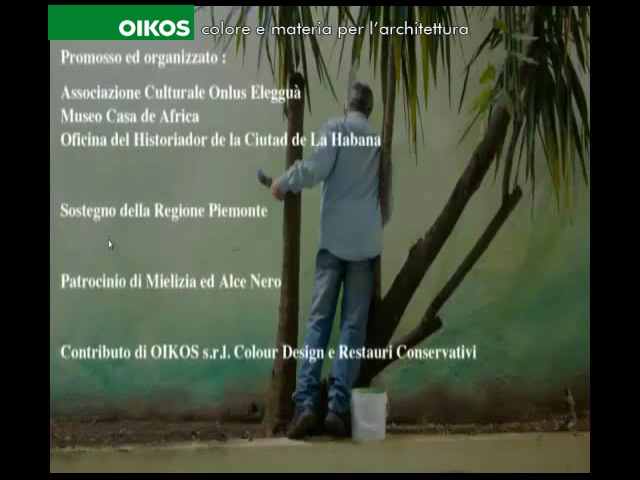 OIKOS colore e materia per l'architettura
Promosso ed organizzato :
Associazione Culturale Onlus Elegguà
Museo Casa de Africa
Oficina del Historiador de la Ciutad de La Habana
Sostegno della Regione Piemonte
Patrocinio di Mielizia ed Alce Nero
Contributo di OIKOS s.r.l. Colour Design e Restauri Conservativi